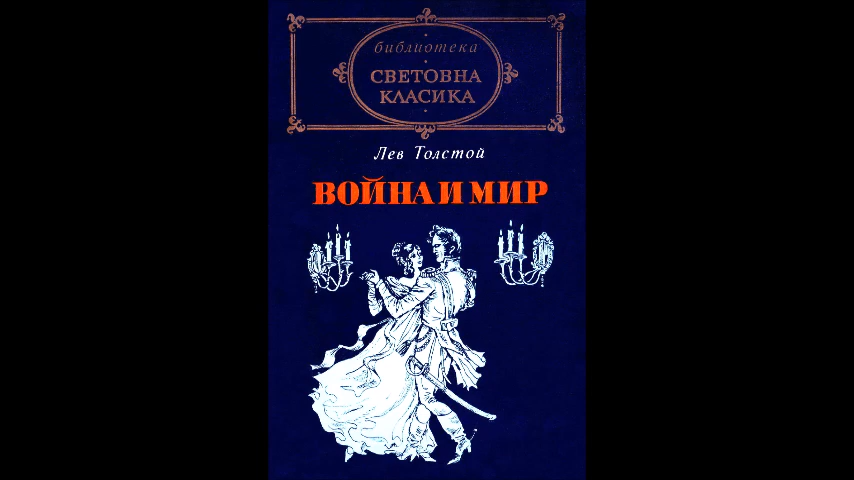 библиотека
СВЕТОВНА
КЛАСИКА
Лев Толстой
ВОЙНА И МИР